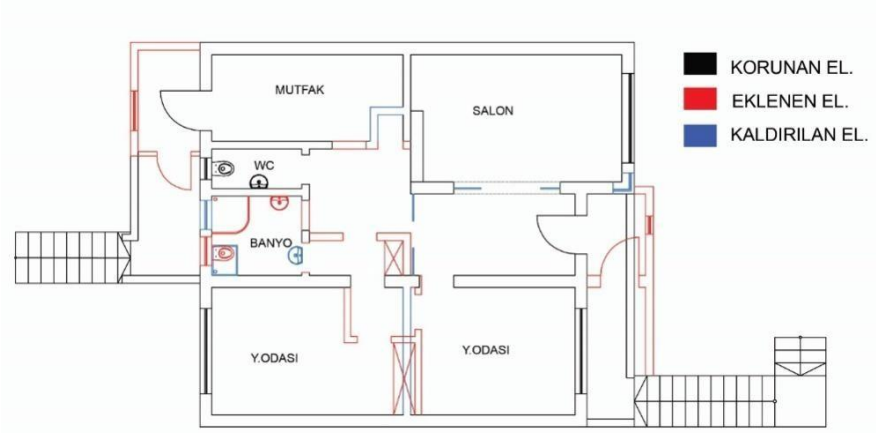 MUTFAK
SALON
WC
BANYO
Y.ODASI
Y.ODASI
KORUNAN EL.
EKLENEN EL.
KALDIRILAN EL.